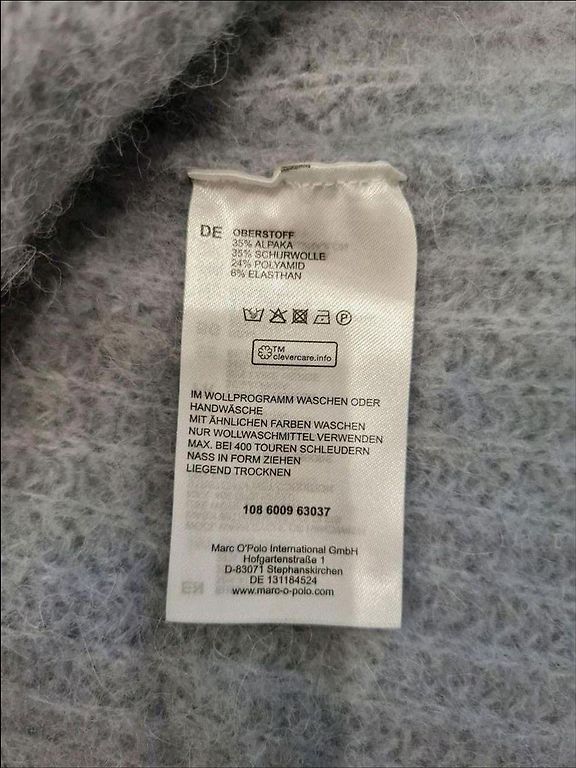 DE OBERSTOFF
35% ALPAKA
35% SCHURWOLLE
24% POLYAMID
6% ELASTHAN
TM
clevercare.info
IM WOLLPROGRAMM WASCHEN ODER
HANDWÄSCHE
MIT ÄHNLICHEN FARBEN WASCHEN
NUR WOLLWASCHMITTEL VERWENDEN
MAX. BEI 400 TOUREN SCHLEUDERN
NASS IN FORM ZIEHEN
LIEGEND TROCKNEN
108 6009 63037
Marc O'Polo International GmbH
Hofgartenstraße 1
D-83071 Stephanskirchen
DE 131184524
www.marc-o-polo.com